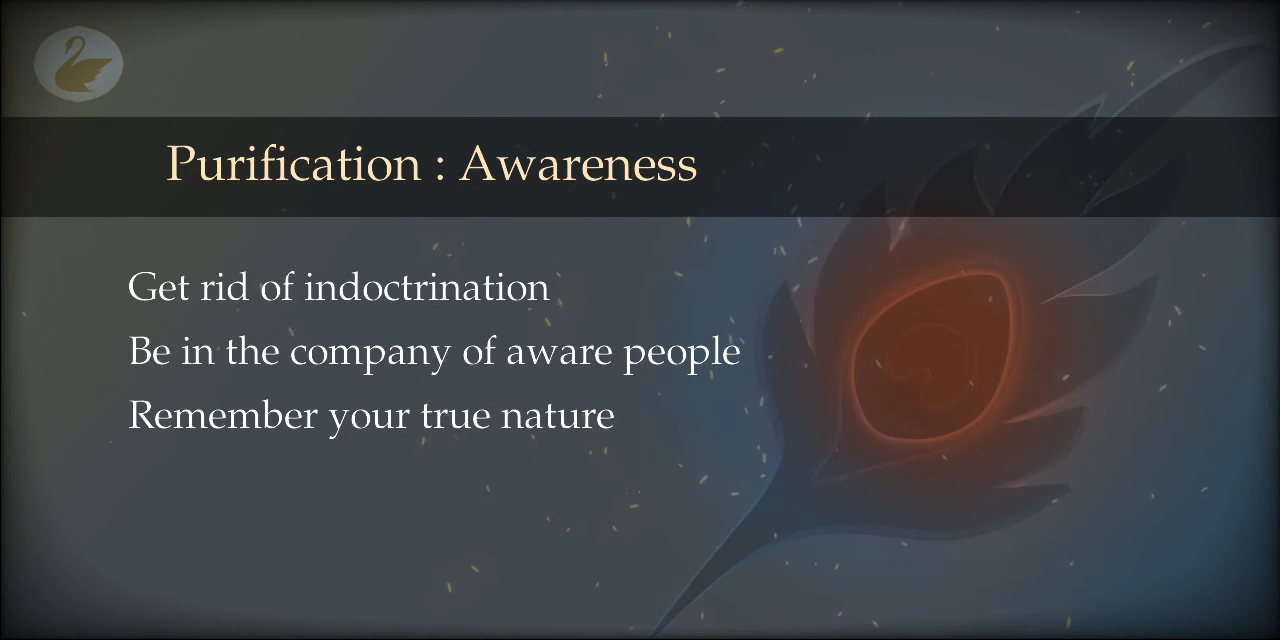 Purification : Awareness
Get rid of indoctrination
Be in the company of aware people
Remember your true nature